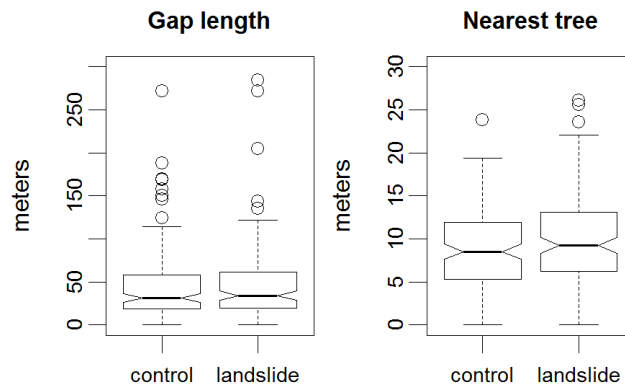 Gap length
meters
0
50
150
250
control
landslide
Nearest tree
meters
0
5
10
15
20
25
30
control
landslide